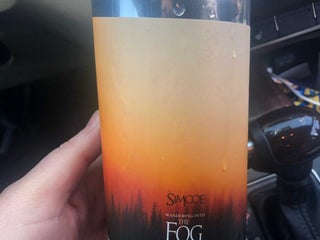 SIMCOE
WANDERING INTO
THE
FOG